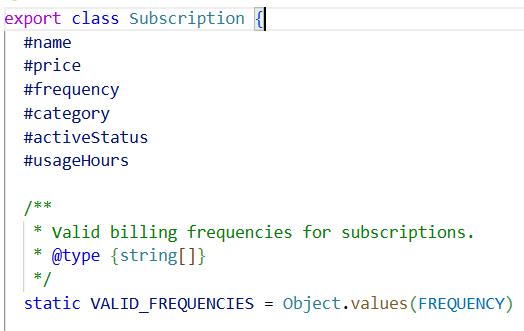 export class Subscription {
#name
#price
#frequency
#category
#activeStatus
#usageHours
/**
* Valid billing frequencies for subscriptions.
* @type {string[]}
*/
static VALID_FREQUENCIES = Object.values(FREQUENCY)